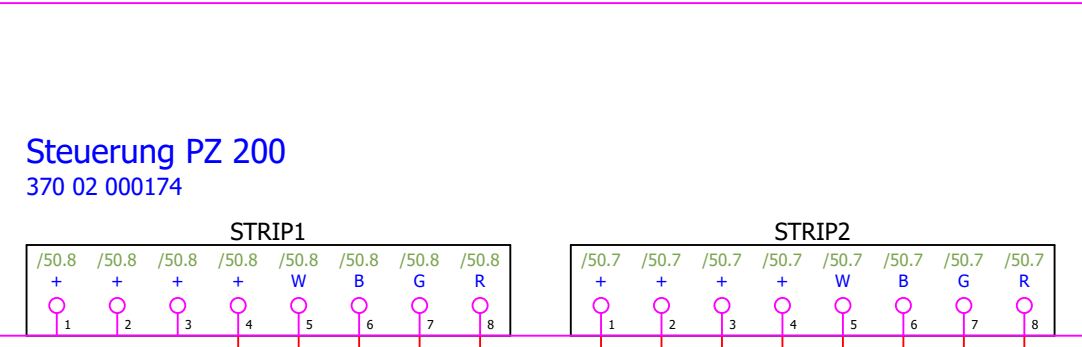 Steuerung PZ 200
370 02 000174
STRIP1 STRIP2
/50.8 /50.8 /50.8 /50.8 /50.8 /50.8 /50.8 /50.8 /50.7 /50.7 /50.7 /50.7 /50.7 /50.7 /50.7 /50.7
+ + + + W B G R + + + + W B G R
1 2 3 4 5 6 7 8 1 2 3 4 5 6 7 8